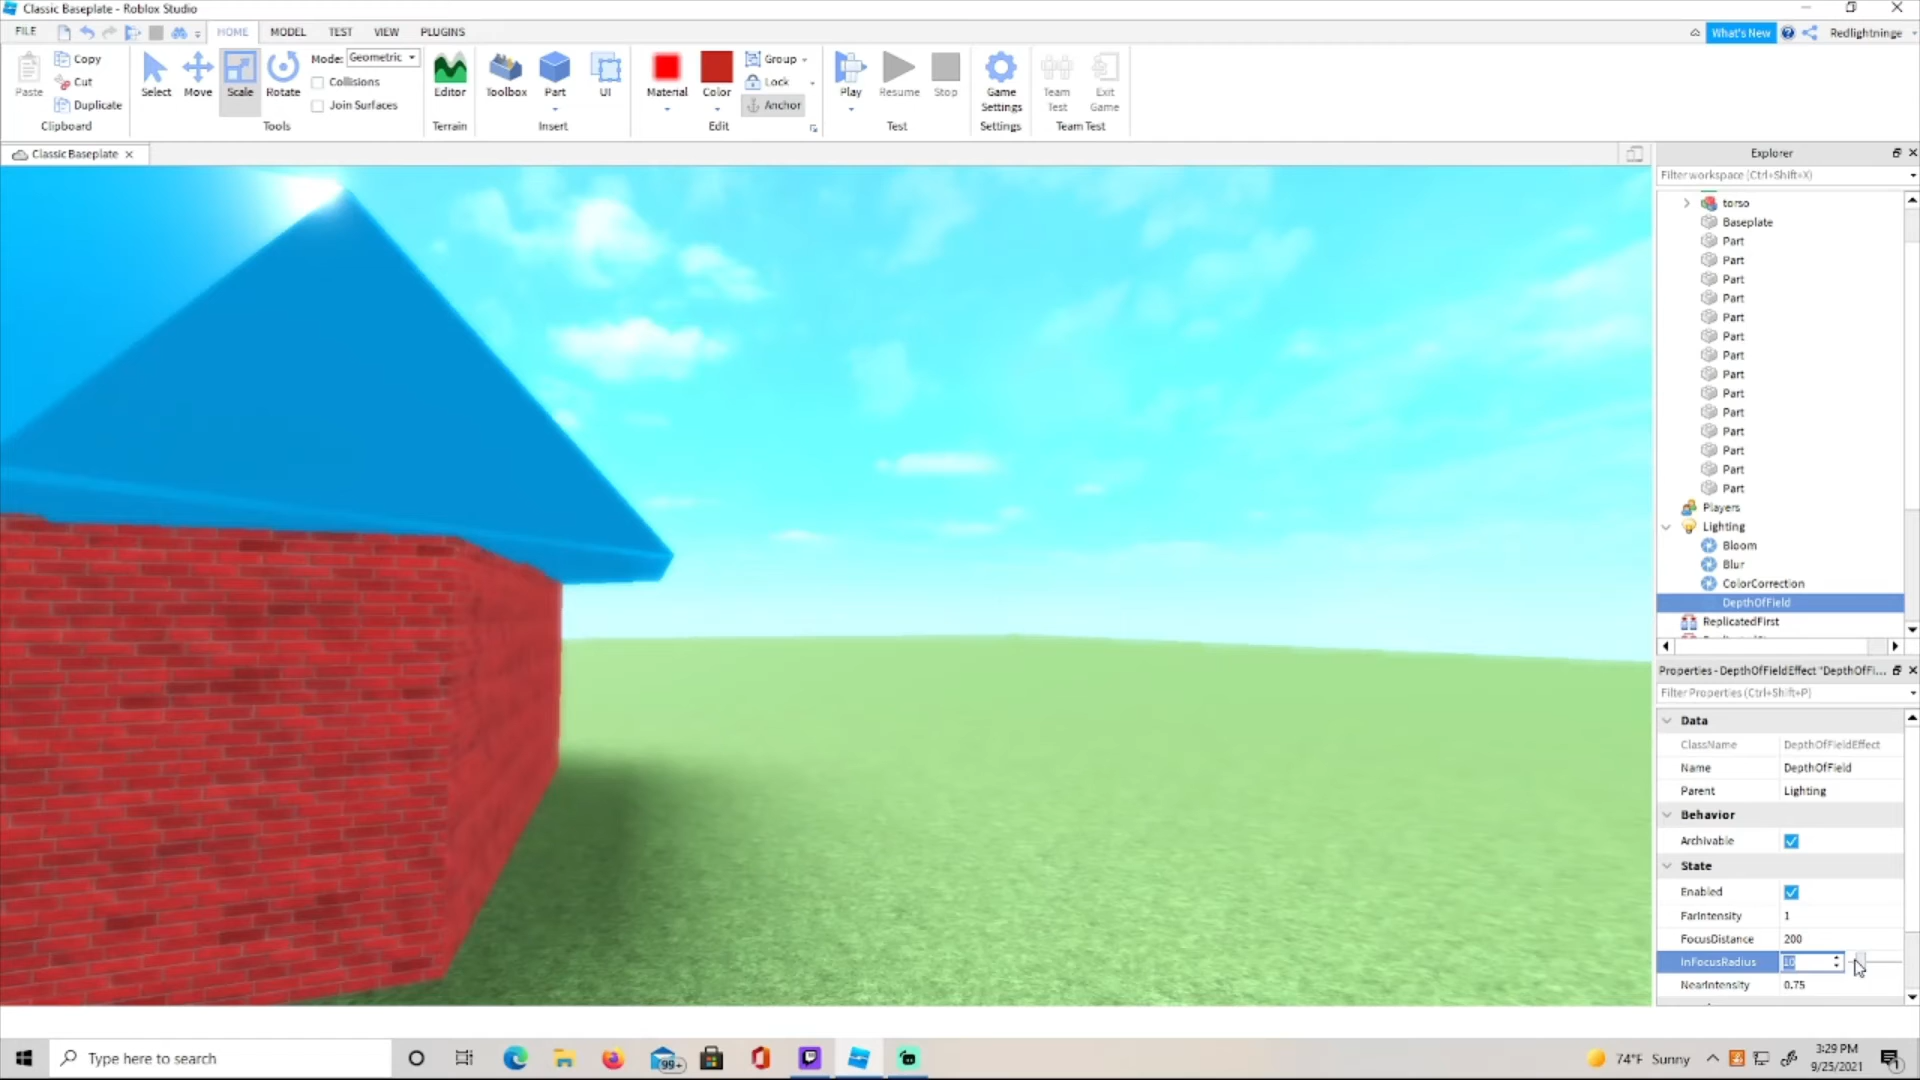 Classic Baseplate - Roblox Studio
FILE HOME MODEL TEST VIEW PLUGINS What's New Redlightninge
Paste Copy Cut Duplicate Clipboard
Select Move Scale Rotate Mode: Geometric Collisions Join Surfaces Tools
Editor Terrain
Toolbox Part UI Insert
Material Color Group Lock Anchor Edit
Play Resume Stop Test
Game Settings Settings
Team Test Exit Game Team Test
Classic Baseplate
Explorer
Filter workspace (Ctrl+Shift+X)
torso
Baseplate
Part
Part
Part
Part
Part
Part
Part
Part
Part
Part
Part
Part
Part
Part
Players
Lighting
Bloom
Blur
ColorCorrection
DepthOfField
ReplicatedFirst
Properties - DepthOfFieldEffect "DepthOfFi...
Filter Properties (Ctrl+Shift+P)
Data
ClassName DepthOfFieldEffect
Name DepthOfField
Parent Lighting
Behavior
Archivable
State
Enabled
FarIntensity 1
FocusDistance 200
InFocusRadius 10
NearIntensity 0.75
Type here to search
99+
74°F Sunny
3:29 PM
9/25/2021
1